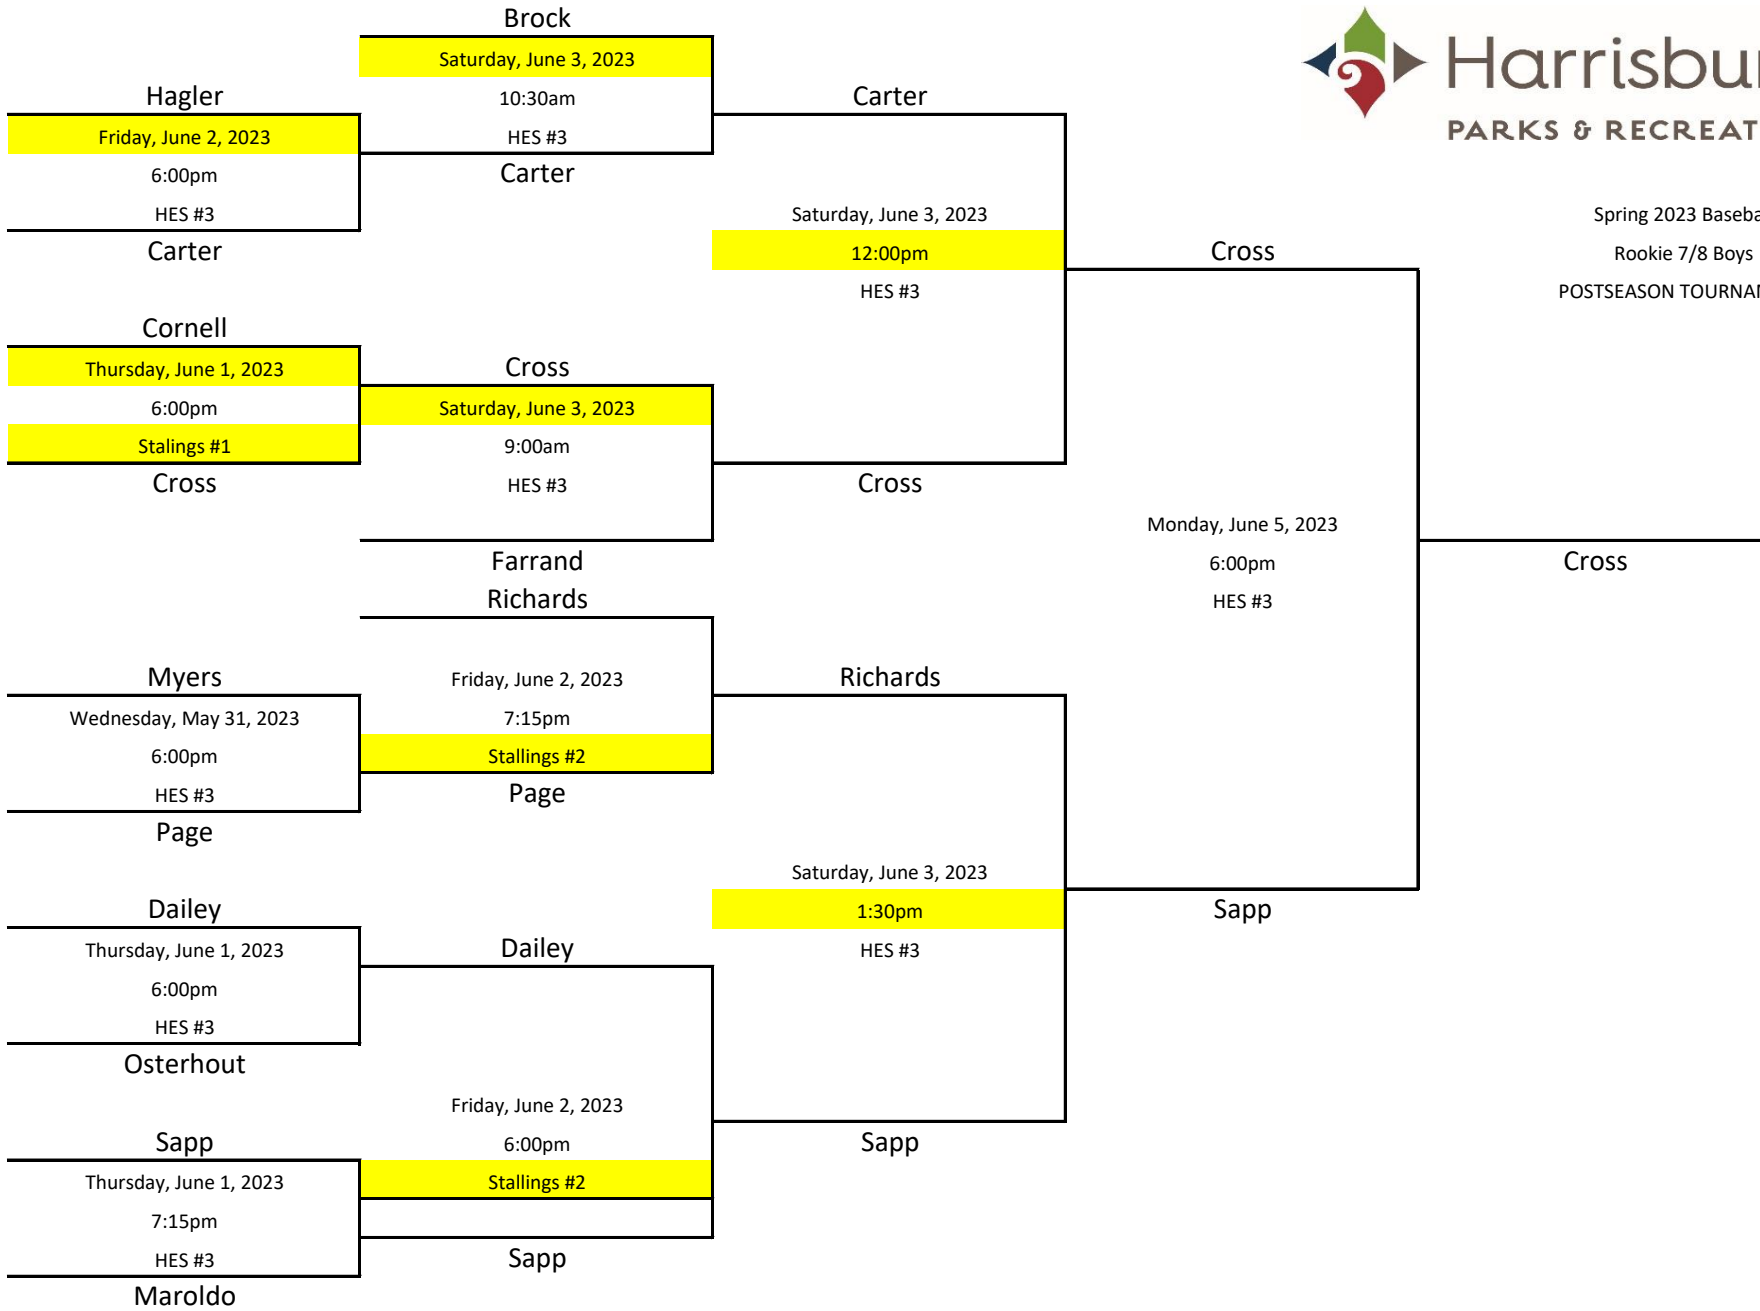 Brock
Saturday, June 3, 2023
10:30am
HES #3
Carter
Hagler
Friday, June 2, 2023
6:00pm
HES #3
Carter
Carter
Saturday, June 3, 2023
12:00pm
HES #3
Cross
Harrisbu
PARKS & RECREAT
Spring 2023 Baseba
Rookie 7/8 Boys
POSTSEASON TOURNA
Cornell
Thursday, June 1, 2023
6:00pm
Stalings #1
Cross
Cross
Saturday, June 3, 2023
9:00am
HES #3
Farrand
Cross
Monday, June 5, 2023
6:00pm
HES #3
Cross
Richards
Friday, June 2, 2023
7:15pm
Stallings #2
Page
Myers
Wednesday, May 31, 2023
6:00pm
HES #3
Page
Richards
Saturday, June 3, 2023
1:30pm
HES #3
Sapp
Dailey
Thursday, June 1, 2023
6:00pm
HES #3
Osterhout
Dailey
Friday, June 2, 2023
6:00pm
Stallings #2
Sapp
Sapp
Sapp
Thursday, June 1, 2023
7:15pm
HES #3
Maroldo